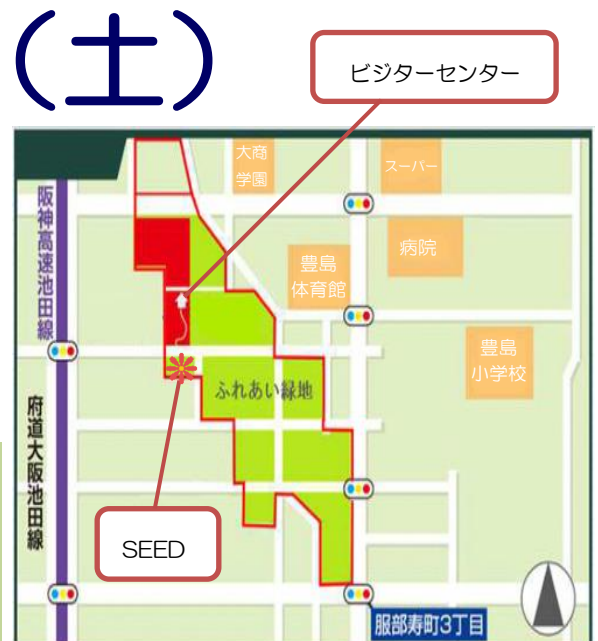 (土)
ビジターセンター
大商
学園
スーパー
阪神高速池田線
豊島
体育館
病院
豊島
小学校
ふれあい緑地
府道大阪池田線
SEED
服部寿町3丁目